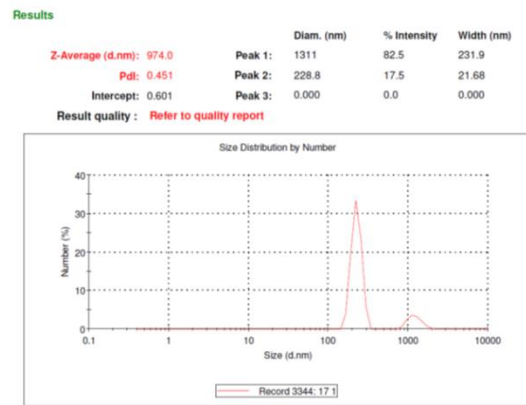 Results
Diam. (nm) % Intensity Width (nm)
Z-Average (d.nm): 974.0 Peak 1: 1311 82.5 231.9
PdI: 0.451 Peak 2: 228.8 17.5 21.68
Intercept: 0.601 Peak 3: 0.000 0.0 0.000
Result quality : Refer to quality report
Size Distribution by Number
Number (%)
40
30
20
10
0
0.1 1 10 100 1000 10000
Size (d.nm)
Record 3344: 17 1